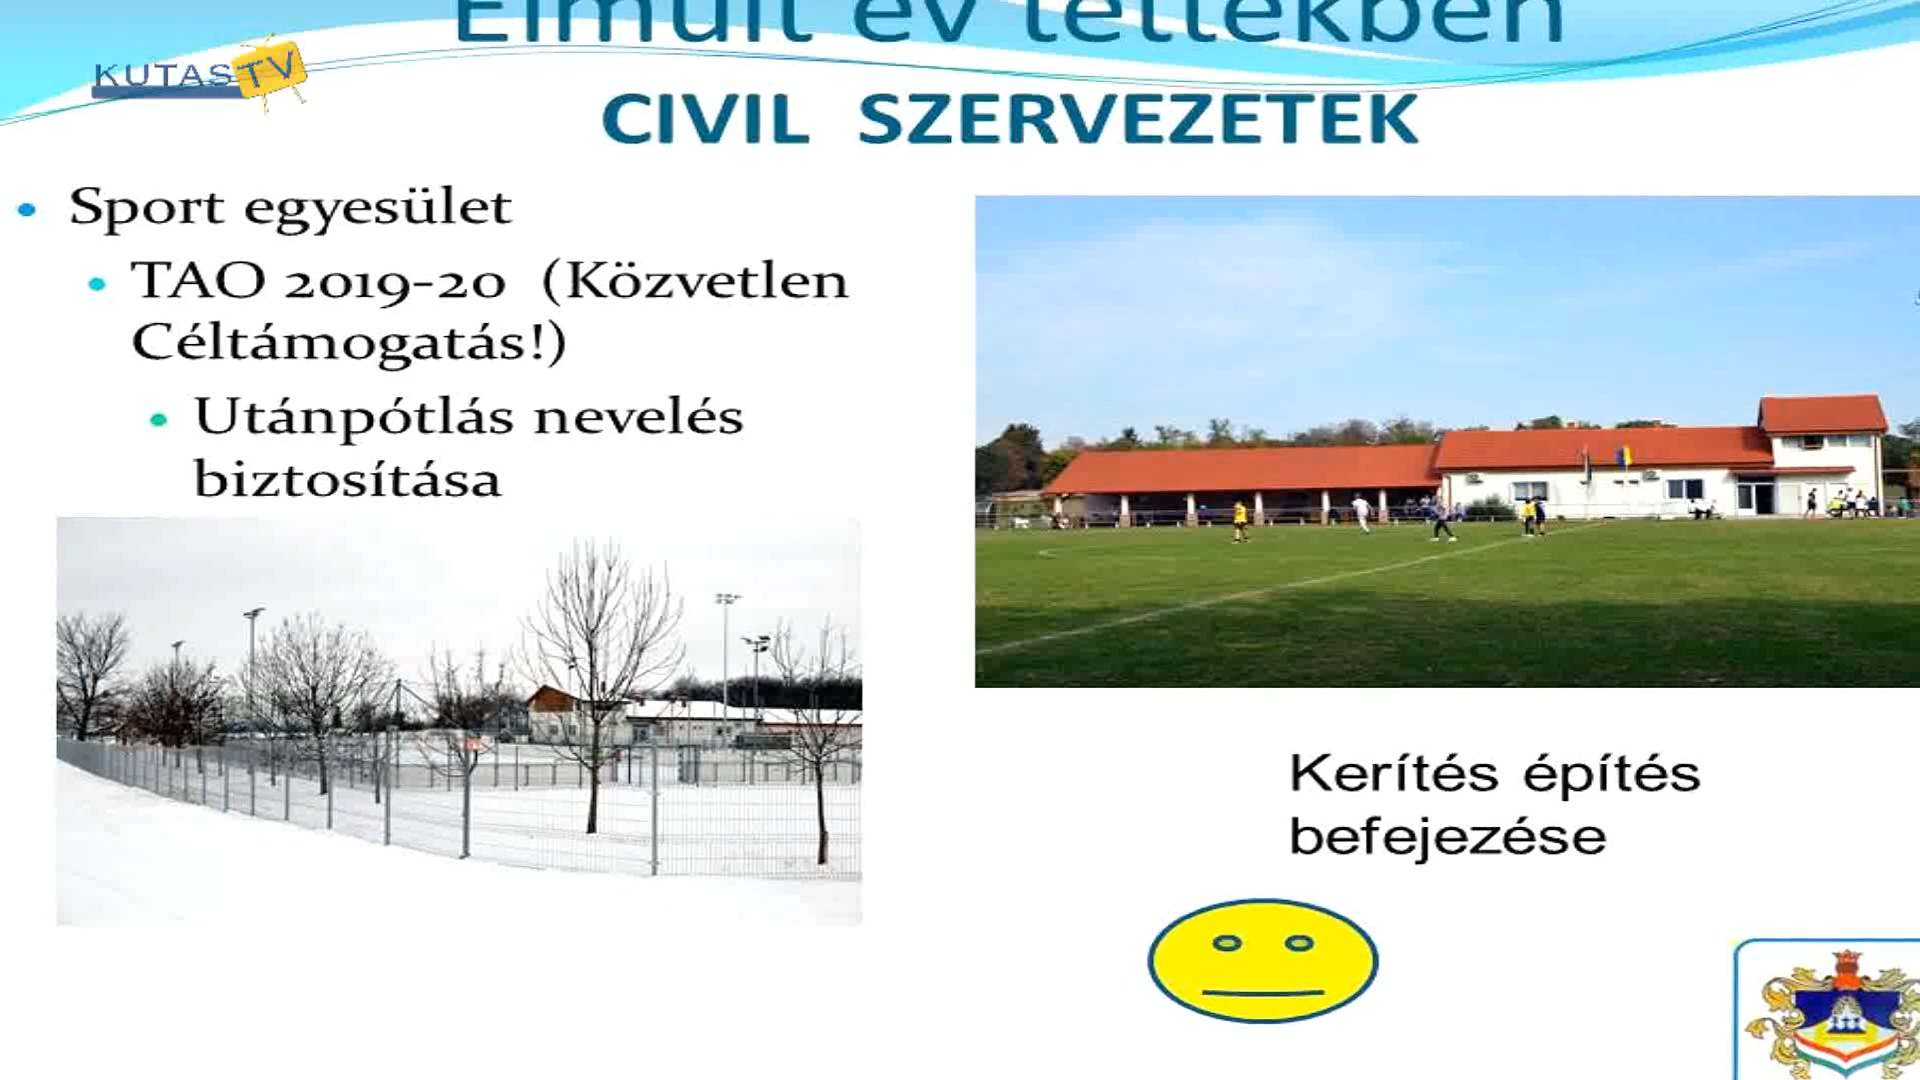 Elmúlt év tettekben
KUTAS TV
CIVIL SZERVEZETEK
Sport egyesület
TAO 2019-20 (Közvetlen
Céltámogatás!)
Utánpótlás nevelés
biztosítása
Kerítés építés
befejezése